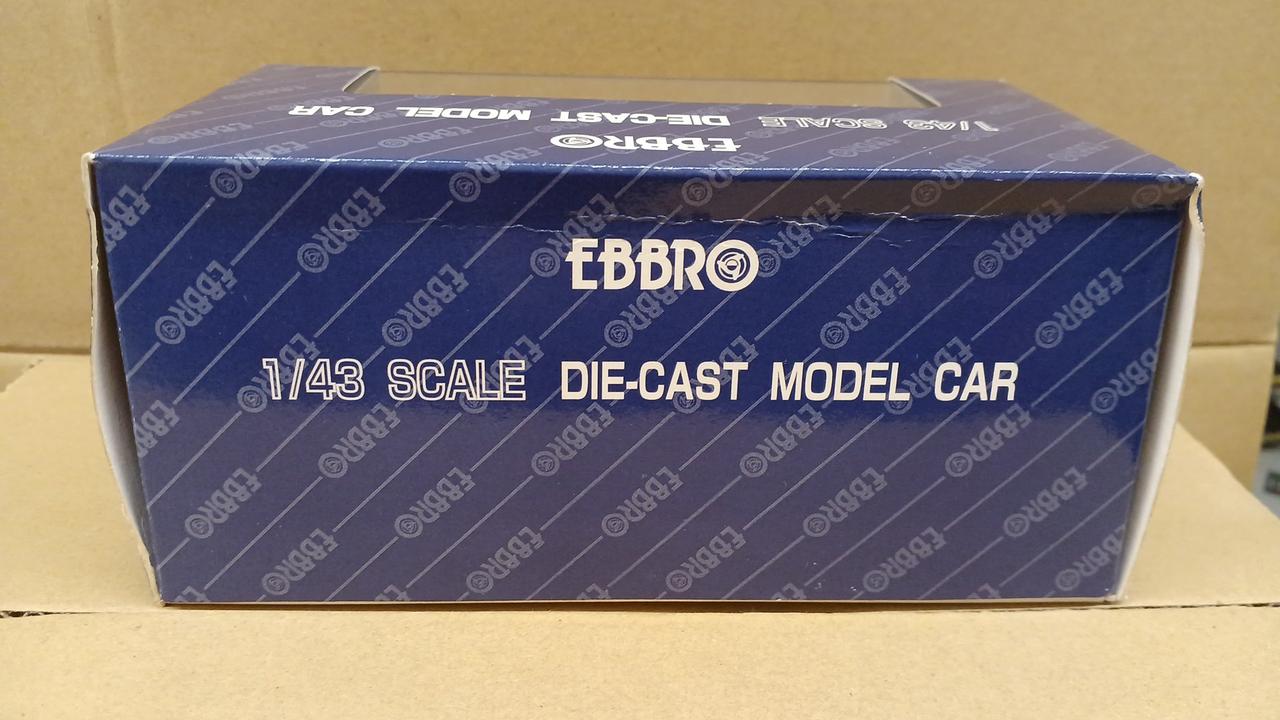 1/43 SCALE DIE-CAST MODEL CAR
EBBRO
EBBRO
1/43 SCALE DIE-CAST MODEL CAR